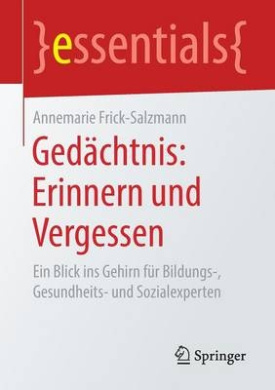 }essentials{
Annemarie Frick-Salzmann
Gedächtnis:
Erinnern und
Vergessen
Ein Blick ins Gehirn für Bildungs-,
Gesundheits- und Sozialexperten
Springer